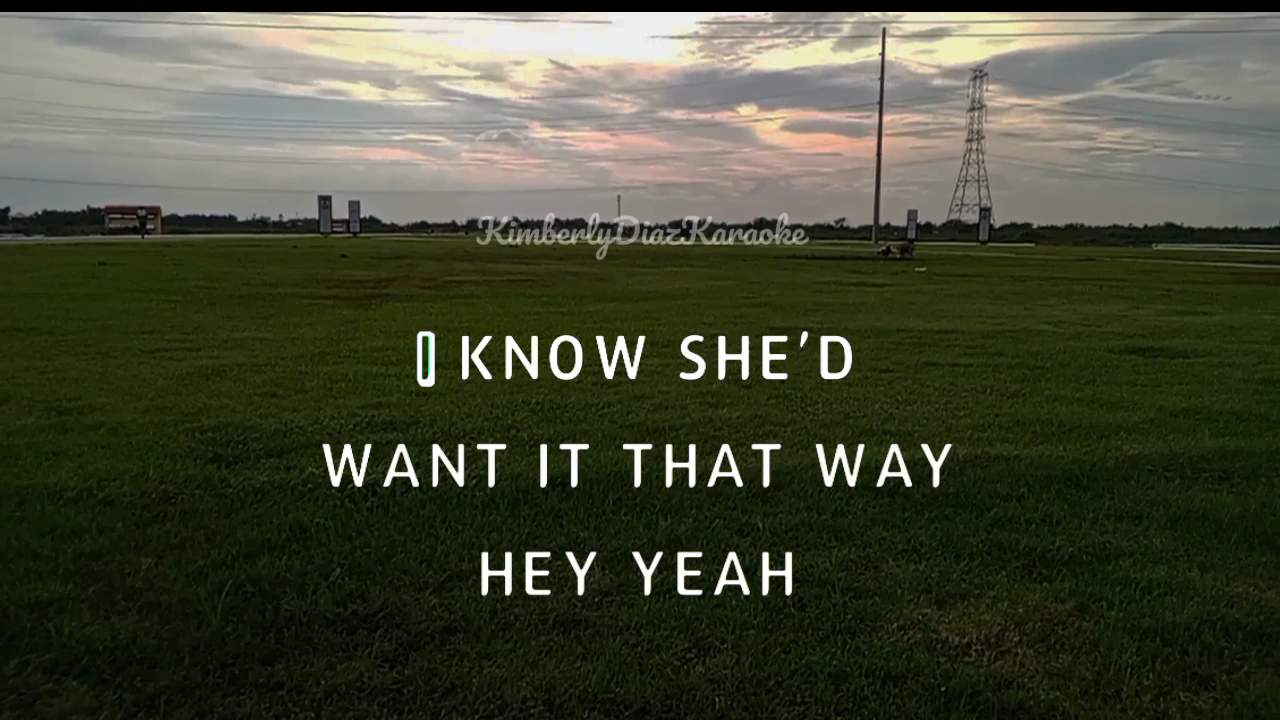 KimberlyDiazKaraoke
I KNOW SHE'D
WANT IT THAT WAY
HEY YEAH